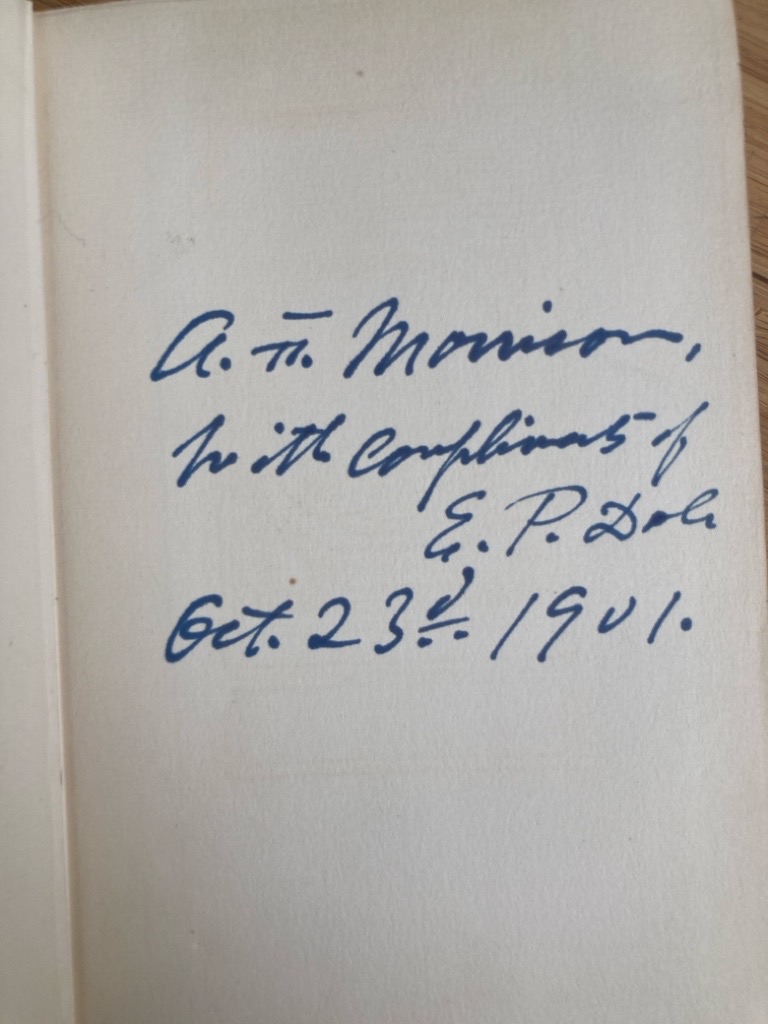 A. F. Morrison,
with compliments of
E. P. Dole
Oct. 23d. 1901.